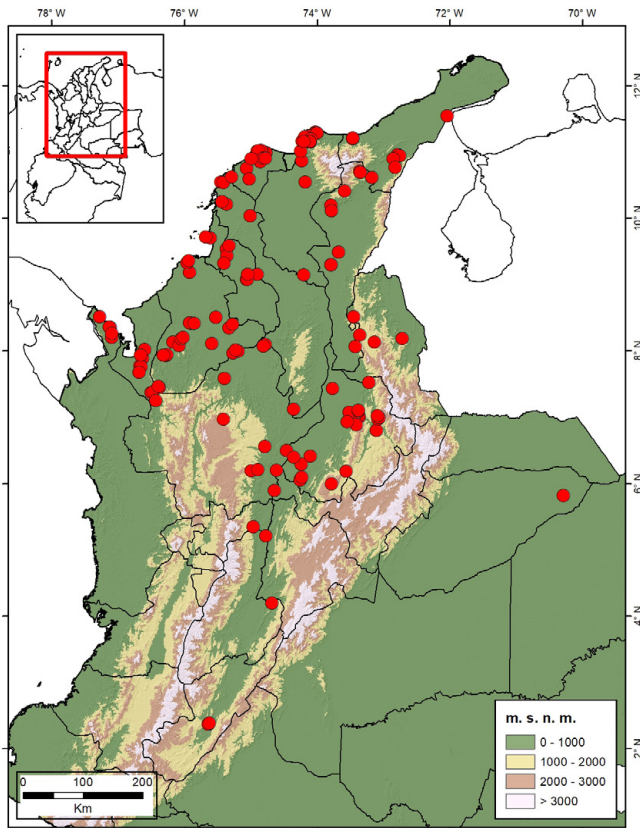 78° W 76° W 74° W 72° W 70° W
12° N
10° N
8° N
6° N
4° N
2° N
m. s. n. m.
0 - 1000
1000 - 2000
2000 - 3000
> 3000
0 100 200
Km